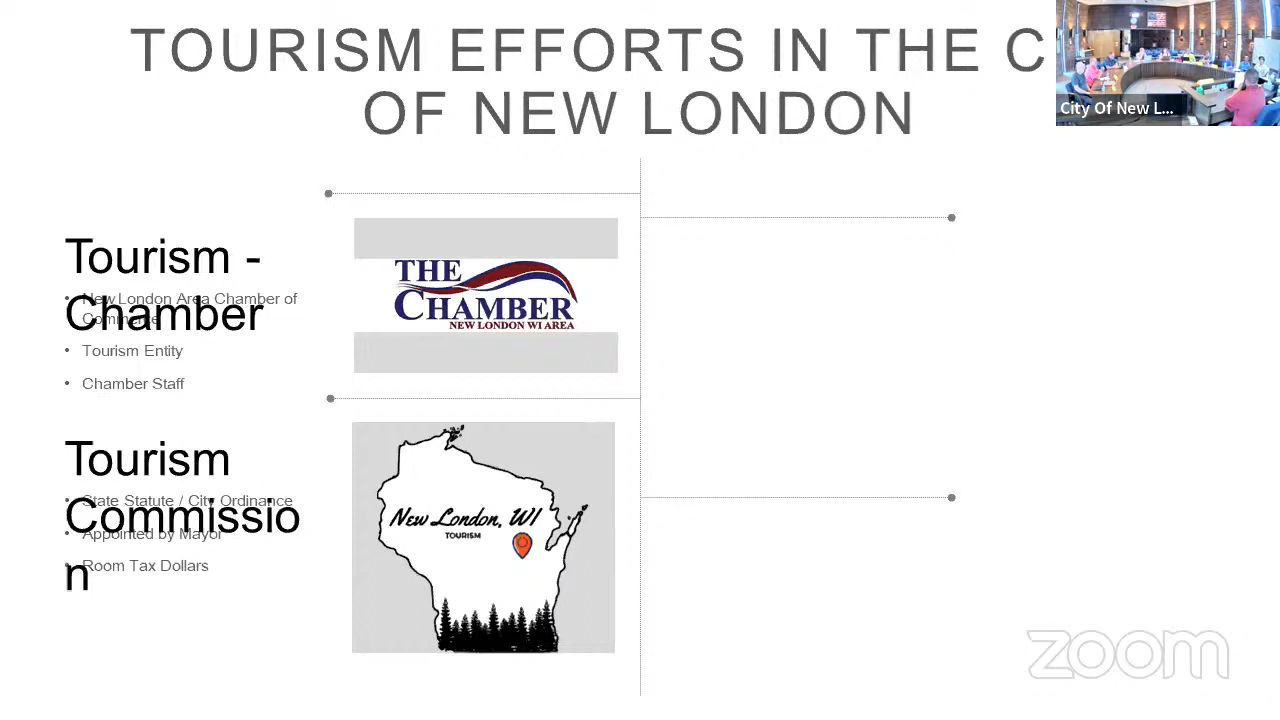 TOURISM EFFORTS IN THE C
OF NEW LONDON
City Of New L...
Tourism -
Chamber
• New London Area Chamber of
Commerce
• Tourism Entity
• Chamber Staff
THE
CHAMBER
NEW LONDON WI AREA
Tourism
Commissio
n
• State Statute / City Ordinance
• Appointed by Mayor
• Room Tax Dollars
New London, WI
TOURISM
zoom